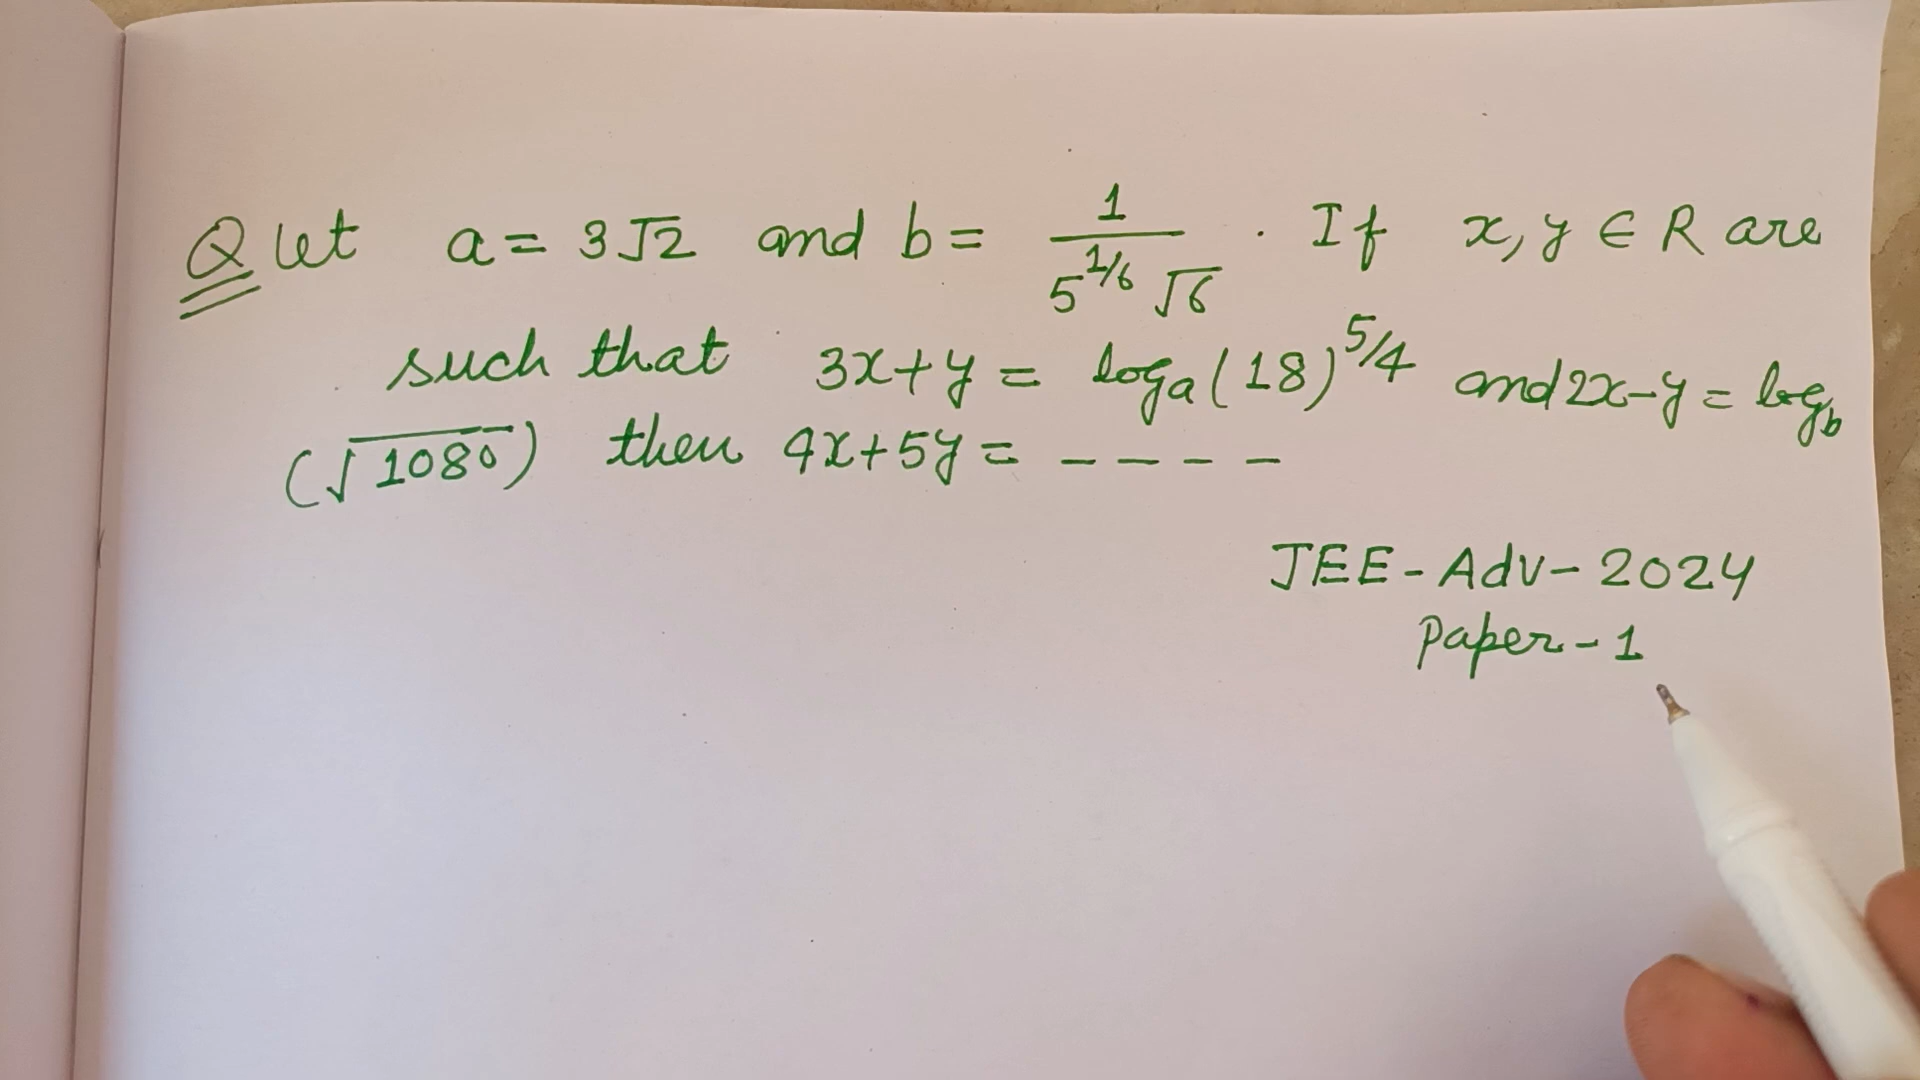 Q Let a = 3√2 and b = 1/(5^(1/6) √6) . If x, y ∈ R are
such that 3x+y = log_a (18)^(5/4) and 2x-y = log_b
(√1080) then 4x+5y = - - - -
JEE - Adv - 2024
Paper - 1